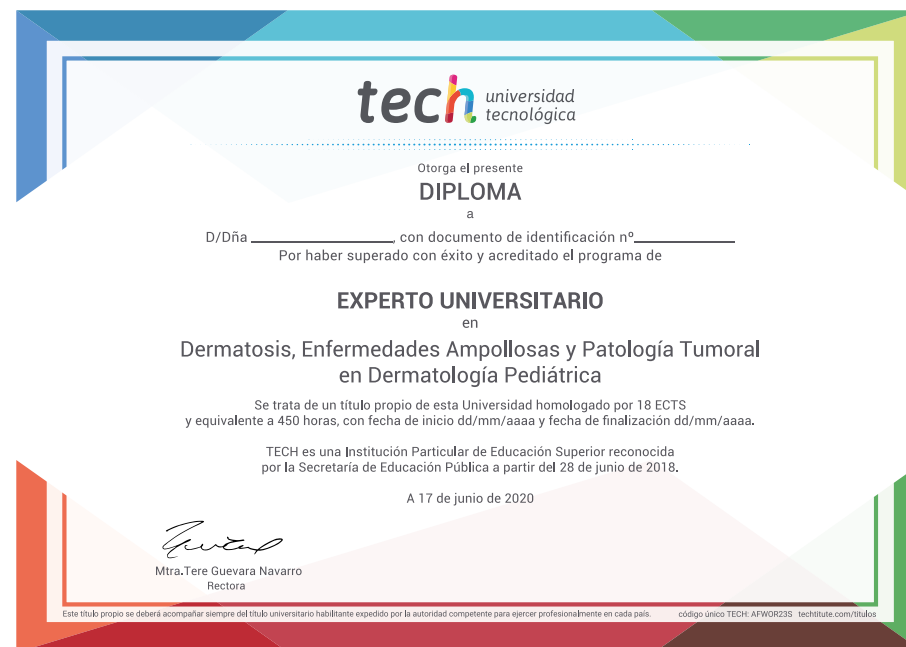 tech universidad
tecnológica
Otorga el presente
DIPLOMA
a
D/Dña ____________________, con documento de identificación nº______________
Por haber superado con éxito y acreditado el programa de
EXPERTO UNIVERSITARIO
en
Dermatosis, Enfermedades Ampollosas y Patología Tumoral
en Dermatología Pediátrica
Se trata de un título propio de esta Universidad homologado por 18 ECTS
y equivalente a 450 horas, con fecha de inicio dd/mm/aaaa y fecha de finalización dd/mm/aaaa.
TECH es una Institución Particular de Educación Superior reconocida
por la Secretaría de Educación Pública a partir del 28 de junio de 2018.
A 17 de junio de 2020
Mtra.Tere Guevara Navarro
Rectora
Este título propio se deberá acompañar siempre del título universitario habilitante expedido por la autoridad competente para ejercer profesionalmente en cada país. código único TECH: AFWOR23S techtitute.com/titulos